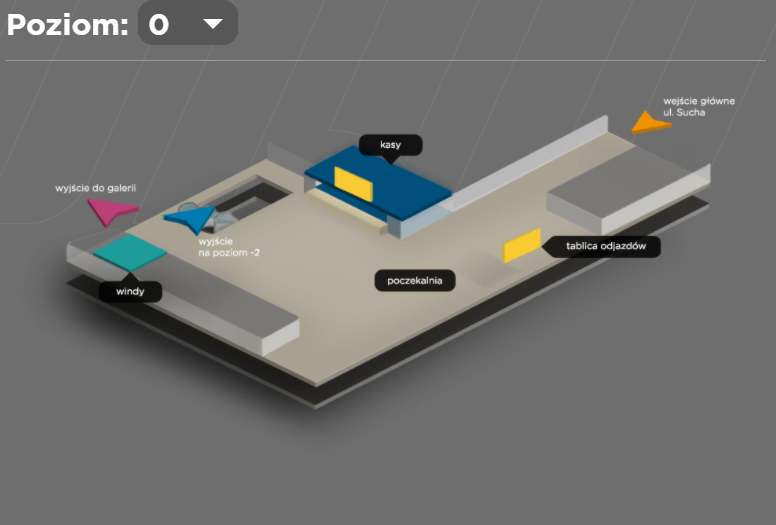 Poziom: 0
wejście główne
ul. Sucha
kasy
wyjście do galerii
wyjście
na poziom -2
tablica odjazdów
poczekalnia
windy